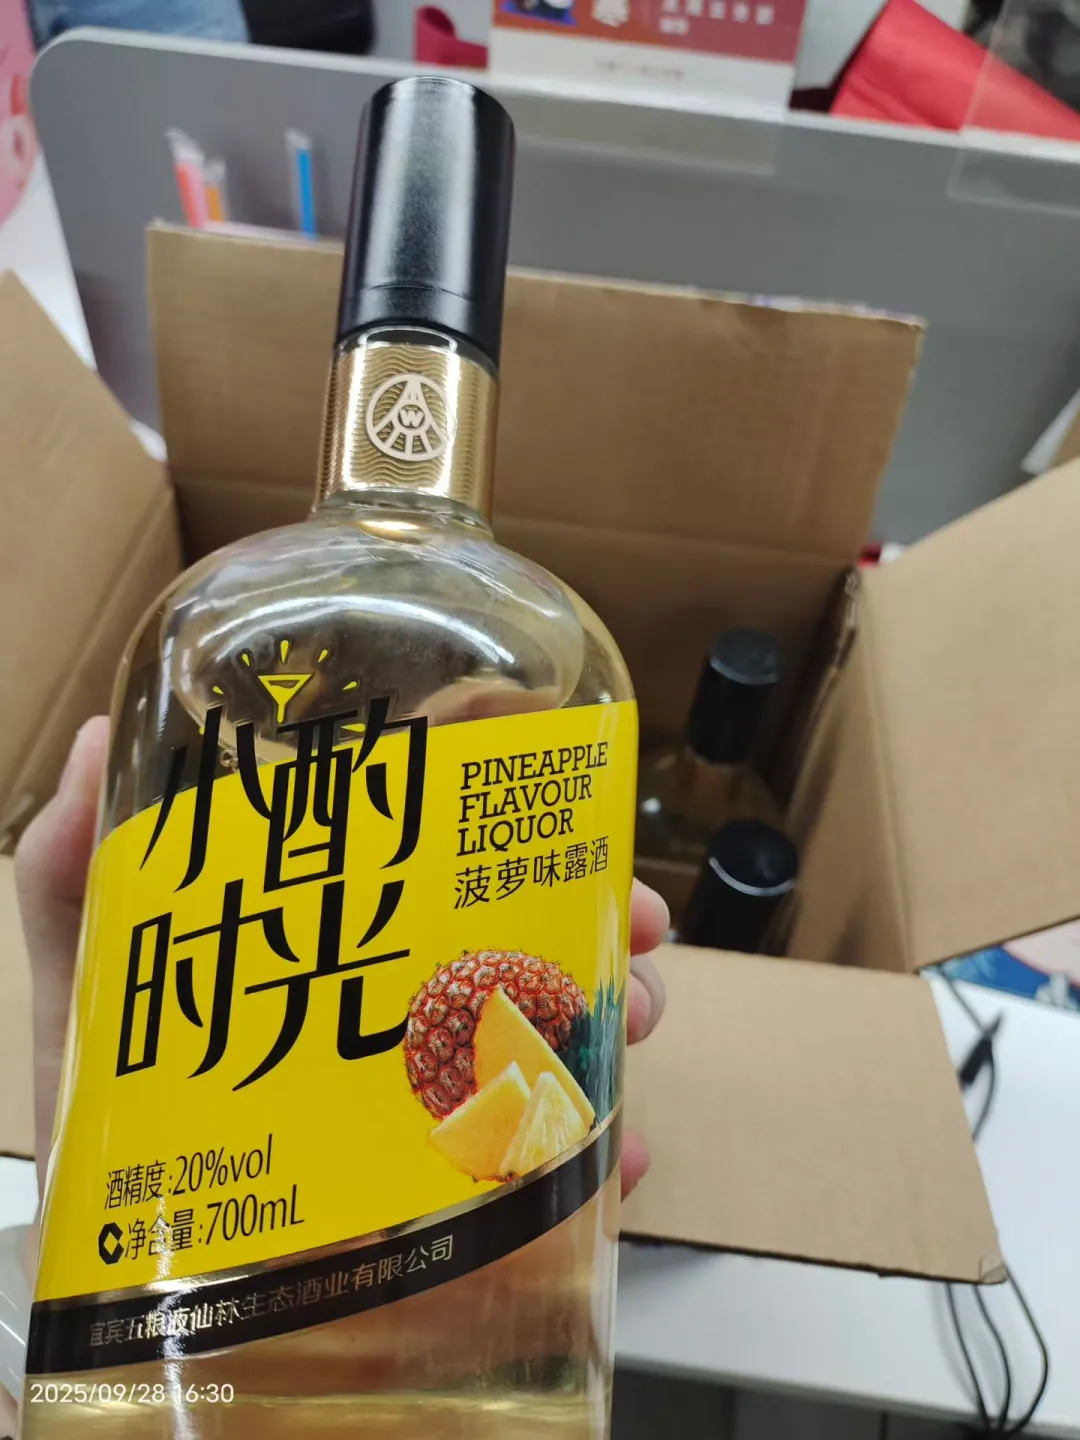 W
小酌
时光
PINEAPPLE
FLAVOUR
LIQUOR
菠萝味露酒
酒精度:20%vol
净含量:700mL
宜宾五粮液仙林生态酒业有限公司
2025/09/28 16:30